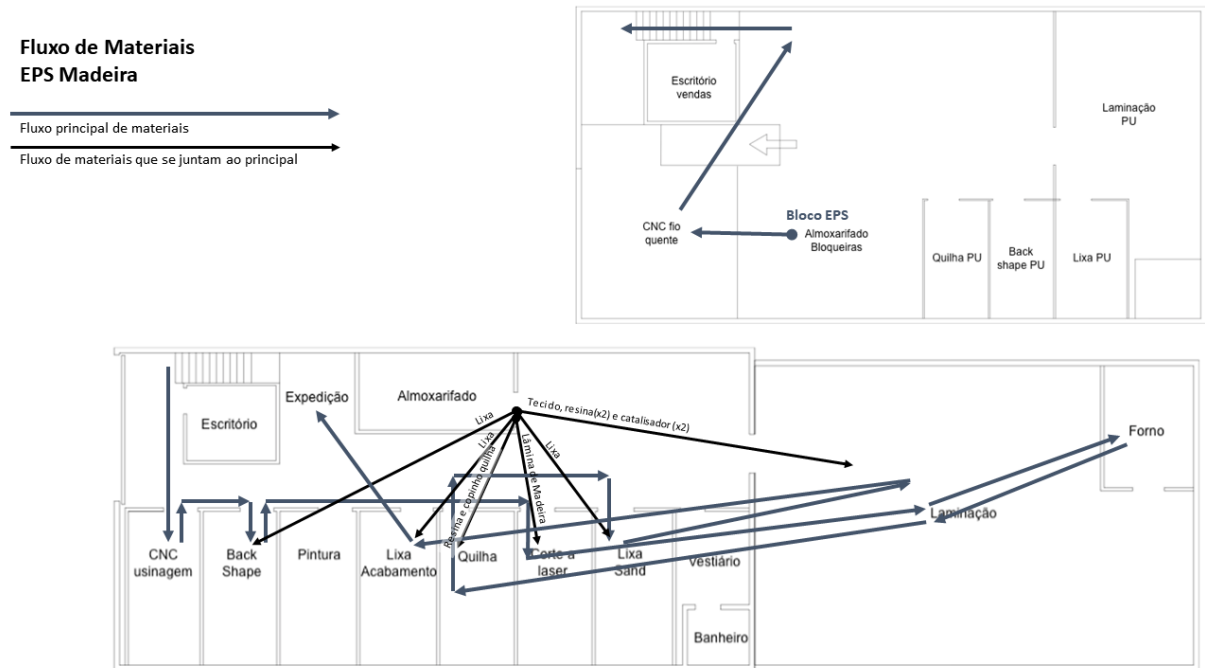 Fluxo de Materiais
EPS Madeira
Fluxo principal de materiais
Fluxo de materiais que se juntam ao principal
Escritório
vendas
Laminação
PU
Bloco EPS
CNC fio
quente
Almoxarifado
Bloqueiras
Quilha PU
Back
shape PU
Lixa PU
Expedição
Almoxarifado
Escritório
Lixa
Tecido, resina(x2) e catalisador (x2)
Lixa
Resina e copinho quilha
Lâmina de Madeira
Lixa
Forno
Laminação
CNC
usinagem
Back
Shape
Pintura
Lixa
Acabamento
Quilha
Corte a
laser
Lixa
Sand
Vestiário
Banheiro